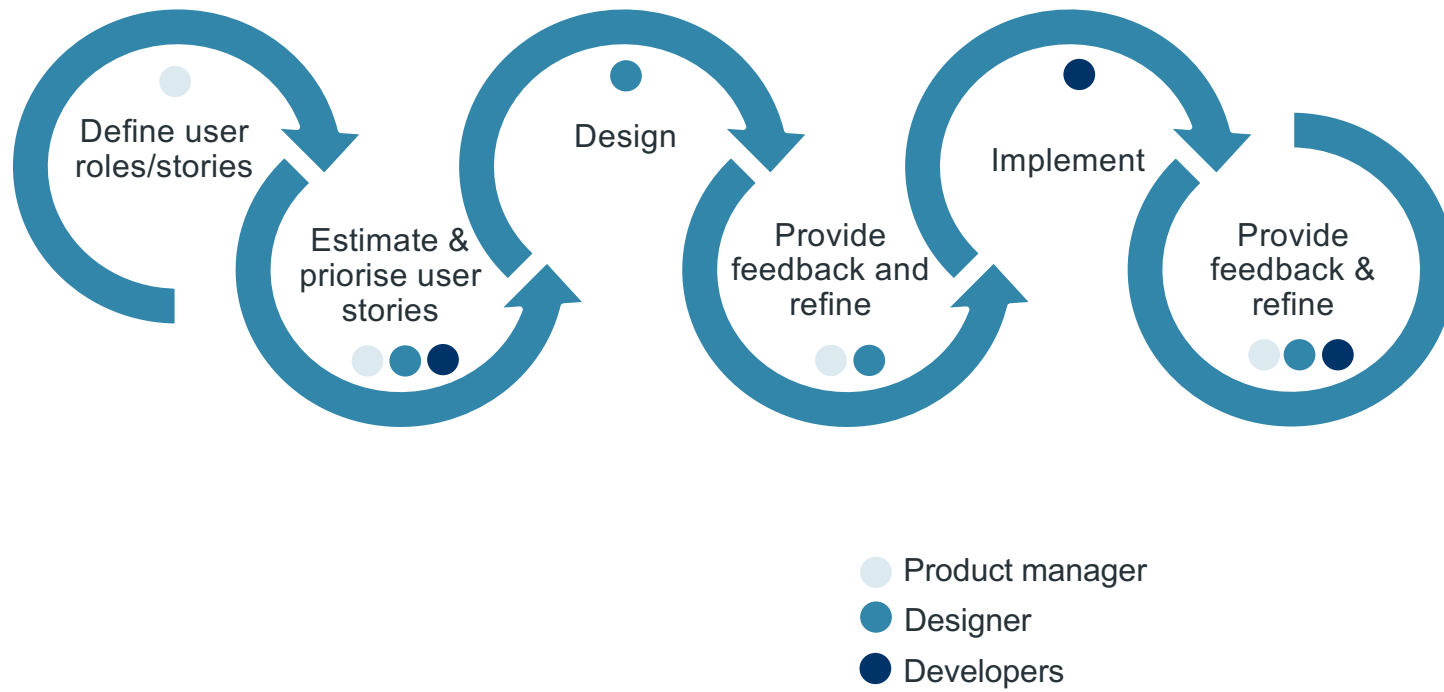 Define user
roles/stories
Estimate &
priorise user
stories
Design
Provide
feedback and
refine
Implement
Provide
feedback &
refine
Product manager
Designer
Developers